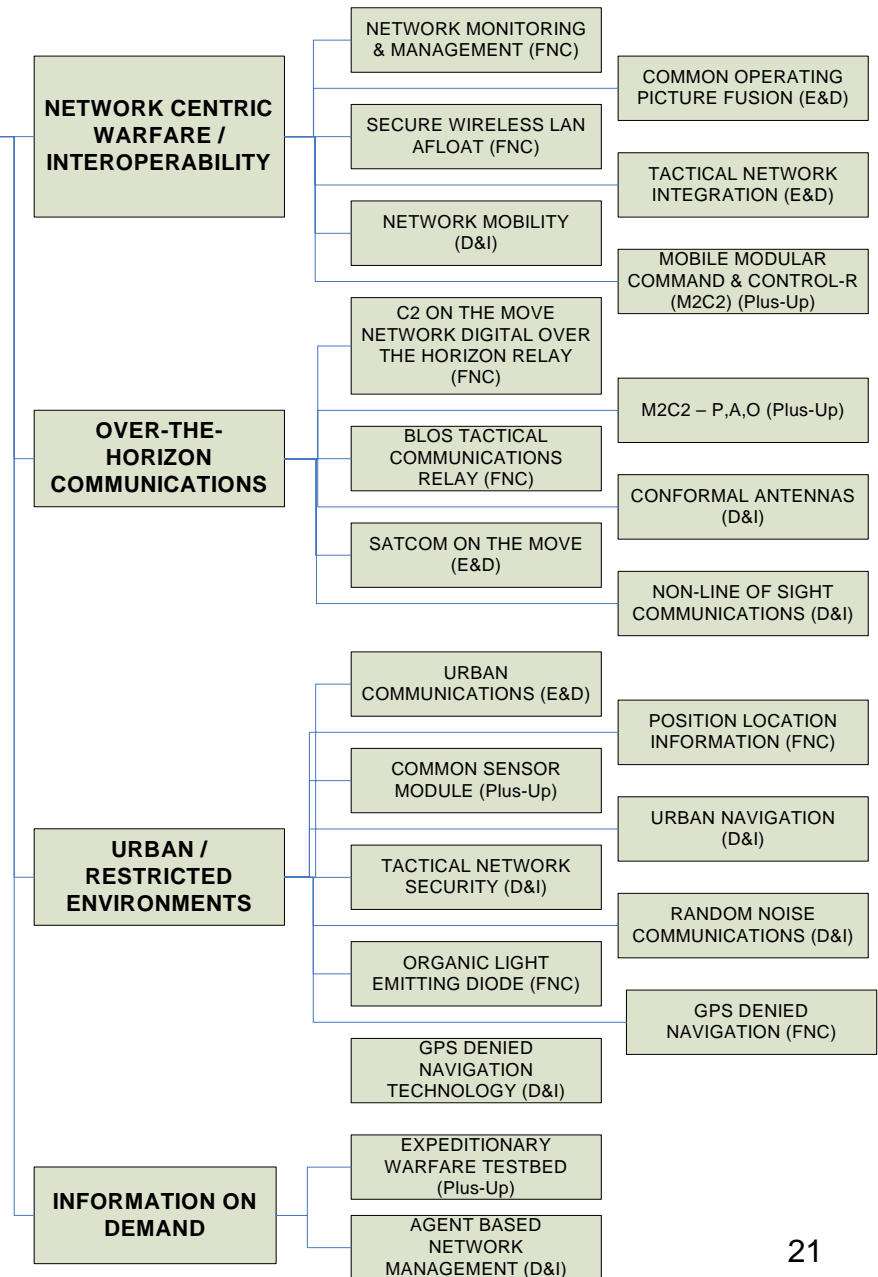 NETWORK CENTRIC
WARFARE /
INTEROPERABILITY
NETWORK MONITORING
& MANAGEMENT (FNC)
COMMON OPERATING
PICTURE FUSION (E&D)
SECURE WIRELESS LAN
AFLOAT (FNC)
TACTICAL NETWORK
INTEGRATION (E&D)
NETWORK MOBILITY
(D&I)
MOBILE MODULAR
COMMAND & CONTROL-R
(M2C2) (Plus-Up)
OVER-THE-
HORIZON
COMMUNICATIONS
C2 ON THE MOVE
NETWORK DIGITAL OVER
THE HORIZON RELAY
(FNC)
M2C2 – P,A,O (Plus-Up)
BLOS TACTICAL
COMMUNICATIONS
RELAY (FNC)
CONFORMAL ANTENNAS
(D&I)
SATCOM ON THE MOVE
(E&D)
NON-LINE OF SIGHT
COMMUNICATIONS (D&I)
URBAN /
RESTRICTED
ENVIRONMENTS
URBAN
COMMUNICATIONS (E&D)
POSITION LOCATION
INFORMATION (FNC)
COMMON SENSOR
MODULE (Plus-Up)
URBAN NAVIGATION
(D&I)
TACTICAL NETWORK
SECURITY (D&I)
RANDOM NOISE
COMMUNICATIONS (D&I)
ORGANIC LIGHT
EMITTING DIODE (FNC)
GPS DENIED
NAVIGATION (FNC)
GPS DENIED
NAVIGATION
TECHNOLOGY (D&I)
INFORMATION ON
DEMAND
EXPEDITIONARY
WARFARE TESTBED
(Plus-Up)
AGENT BASED
NETWORK
MANAGEMENT (D&I)
21